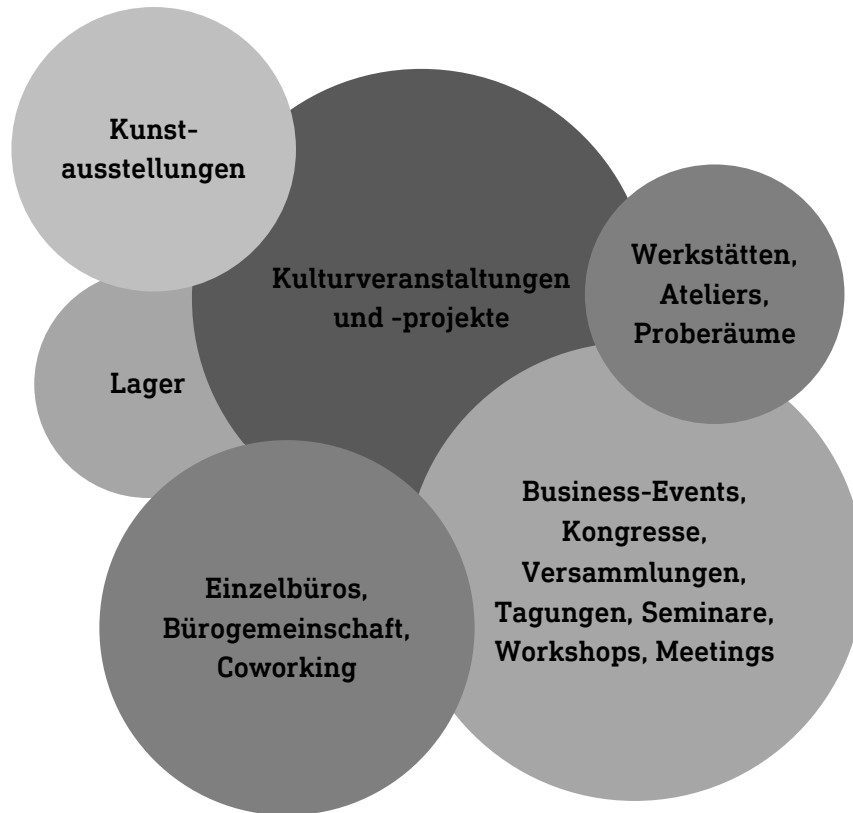 Kunst-
ausstellungen
Kulturveranstaltungen
und -projekte
Werkstätten,
Ateliers,
Proberäume
Lager
Business-Events,
Kongresse,
Versammlungen,
Tagungen, Seminare,
Workshops, Meetings
Einzelbüros,
Bürogemeinschaft,
Coworking